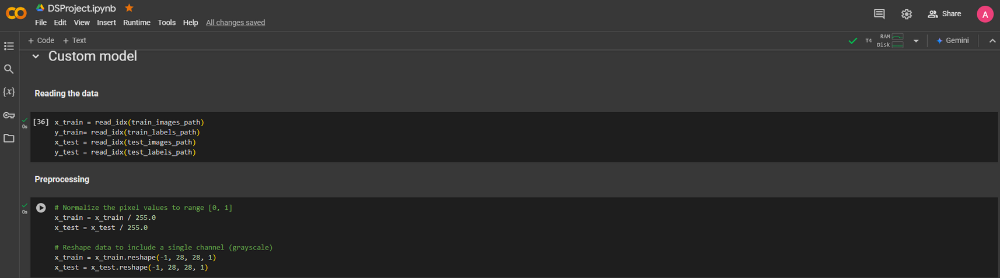 DSProject.ipynb
File Edit View Insert Runtime Tools Help All changes saved
Share
A
+ Code + Text
T4 RAM Disk
Gemini
Custom model
{x}
Reading the data
0s
[36] x_train = read_idx(train_images_path)
y_train= read_idx(train_labels_path)
x_test = read_idx(test_images_path)
y_test = read_idx(test_labels_path)
Preprocessing
0s
# Normalize the pixel values to range [0, 1]
x_train = x_train / 255.0
x_test = x_test / 255.0
# Reshape data to include a single channel (grayscale)
x_train = x_train.reshape(-1, 28, 28, 1)
x_test = x_test.reshape(-1, 28, 28, 1)